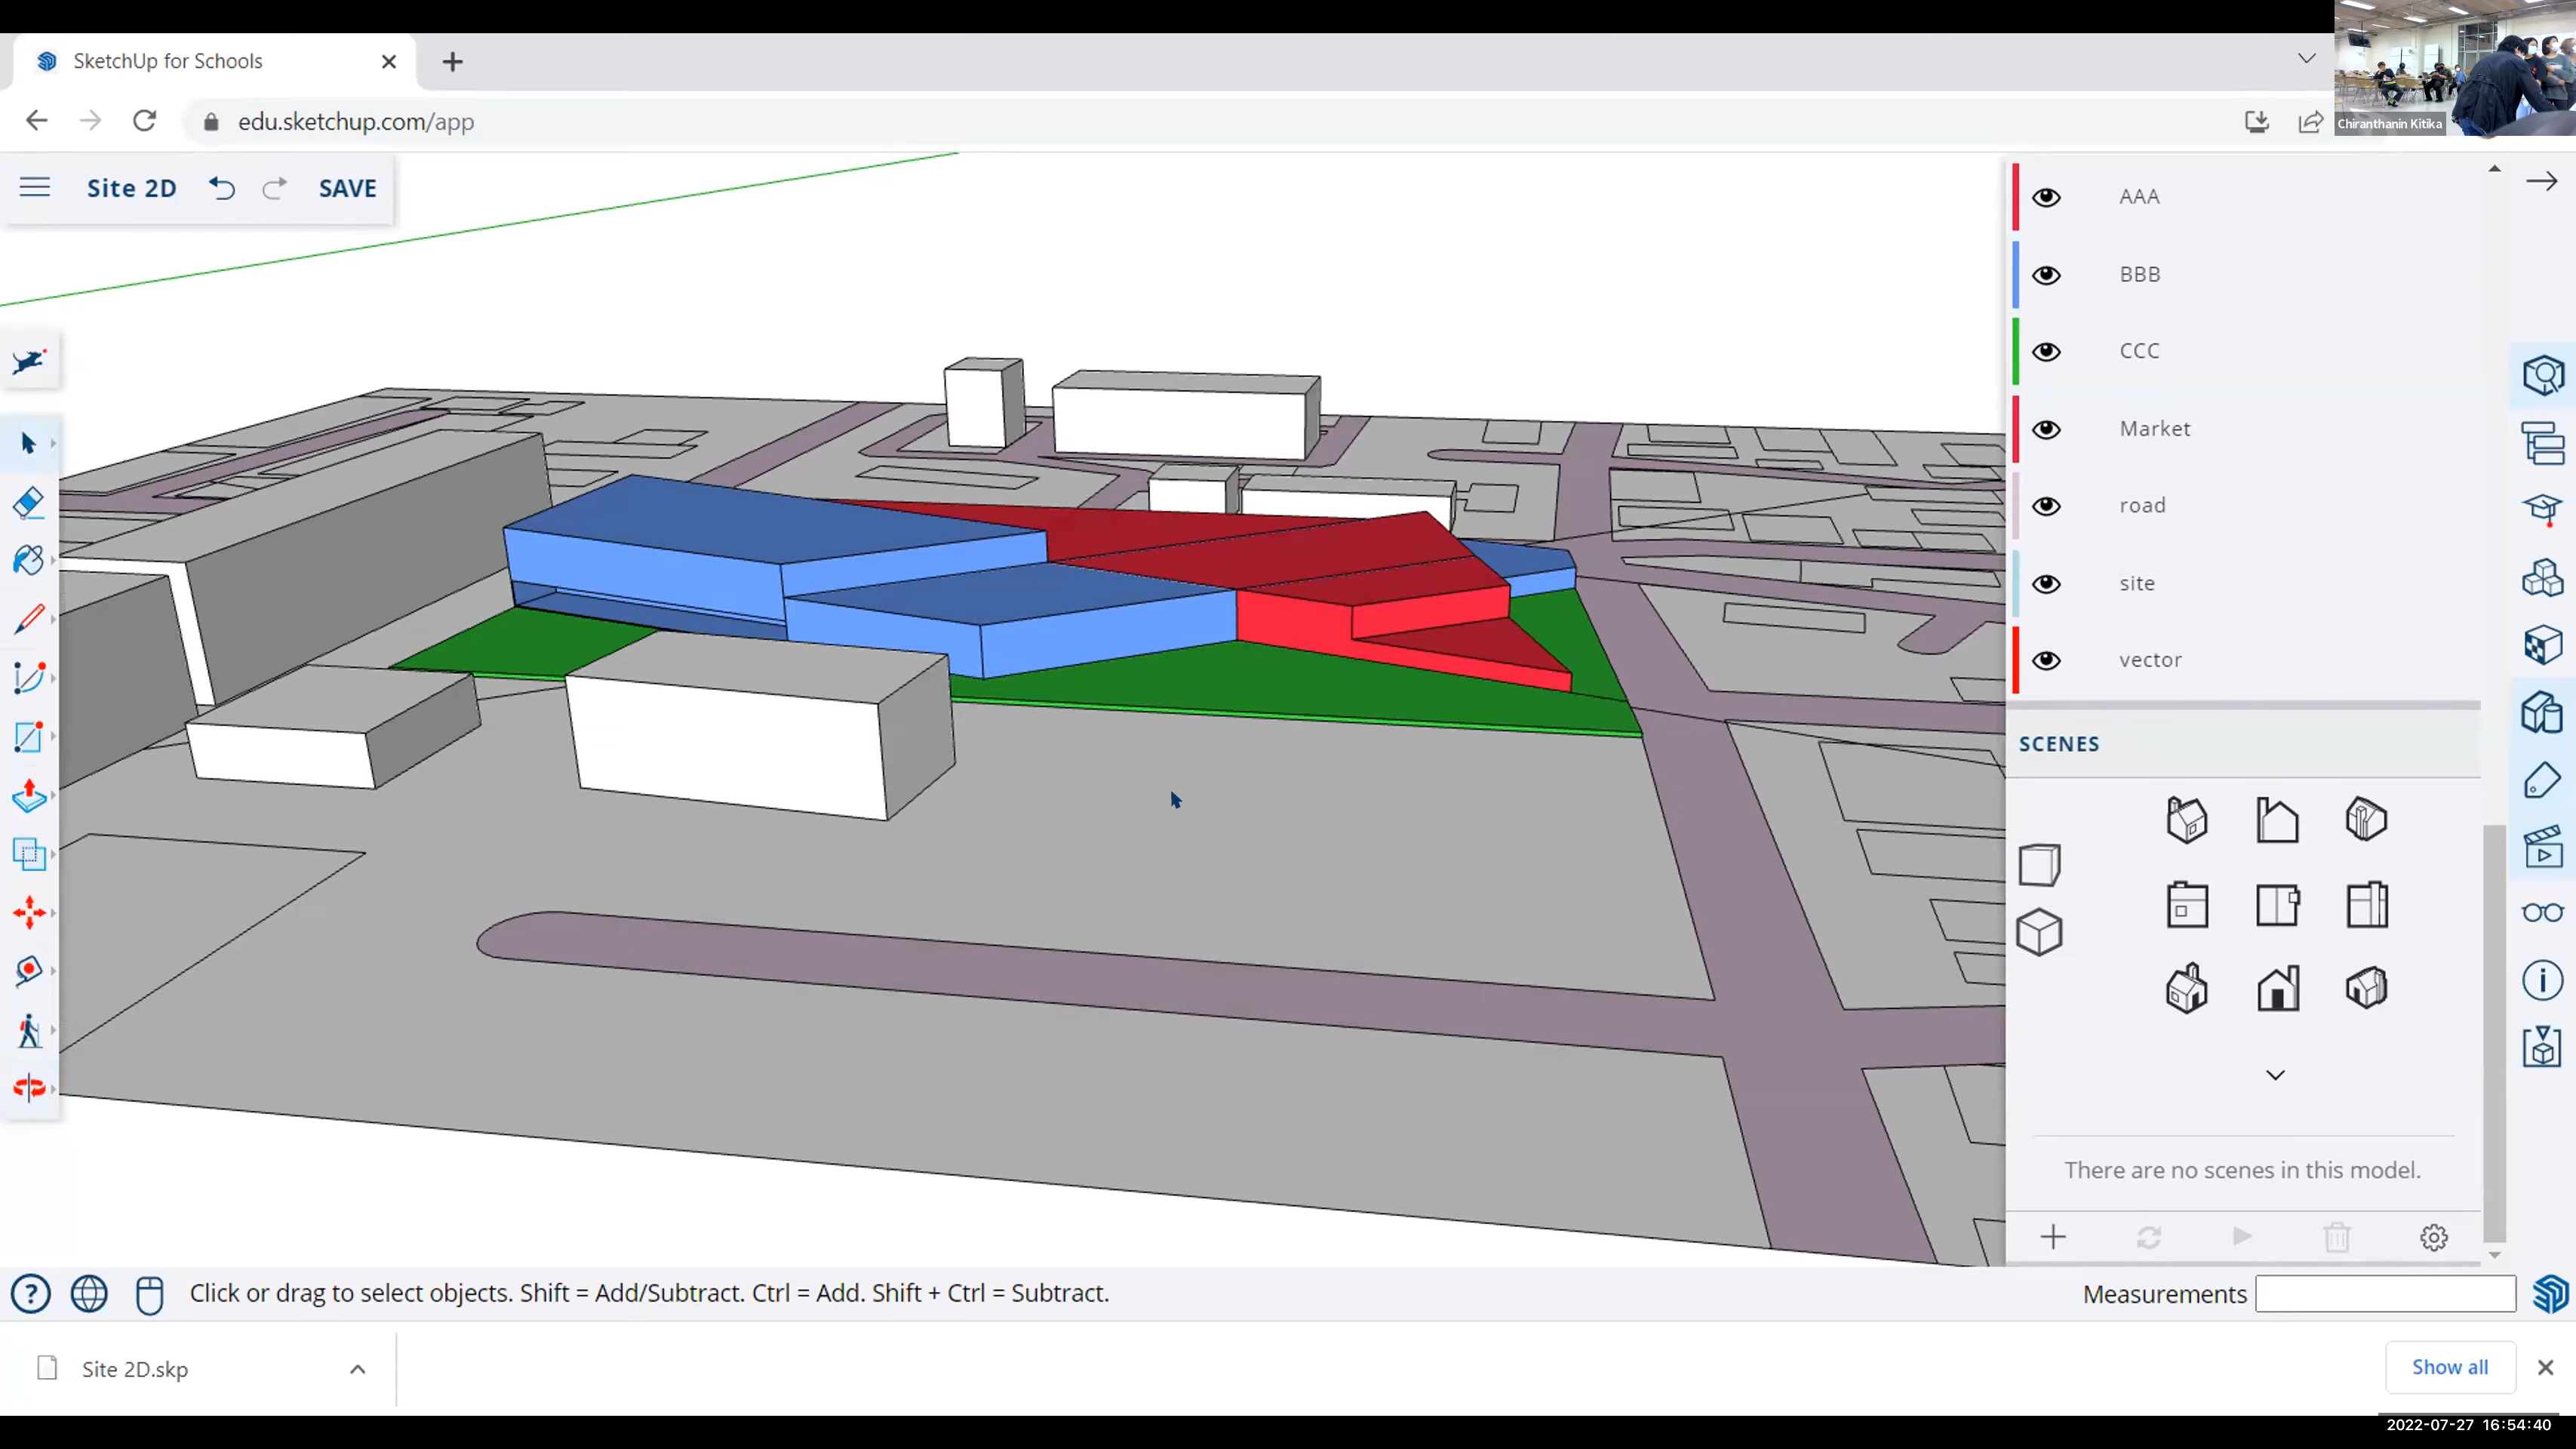 SketchUp for Schools
edu.sketchup.com/app
Chiranthanin Kitika
Site 2D
SAVE
AAA
BBB
CCC
Market
road
site
vector
SCENES
There are no scenes in this model.
Click or drag to select objects. Shift = Add/Subtract. Ctrl = Add. Shift + Ctrl = Subtract.
Measurements
Site 2D.skp
Show all
2022-07-27 16:54:40